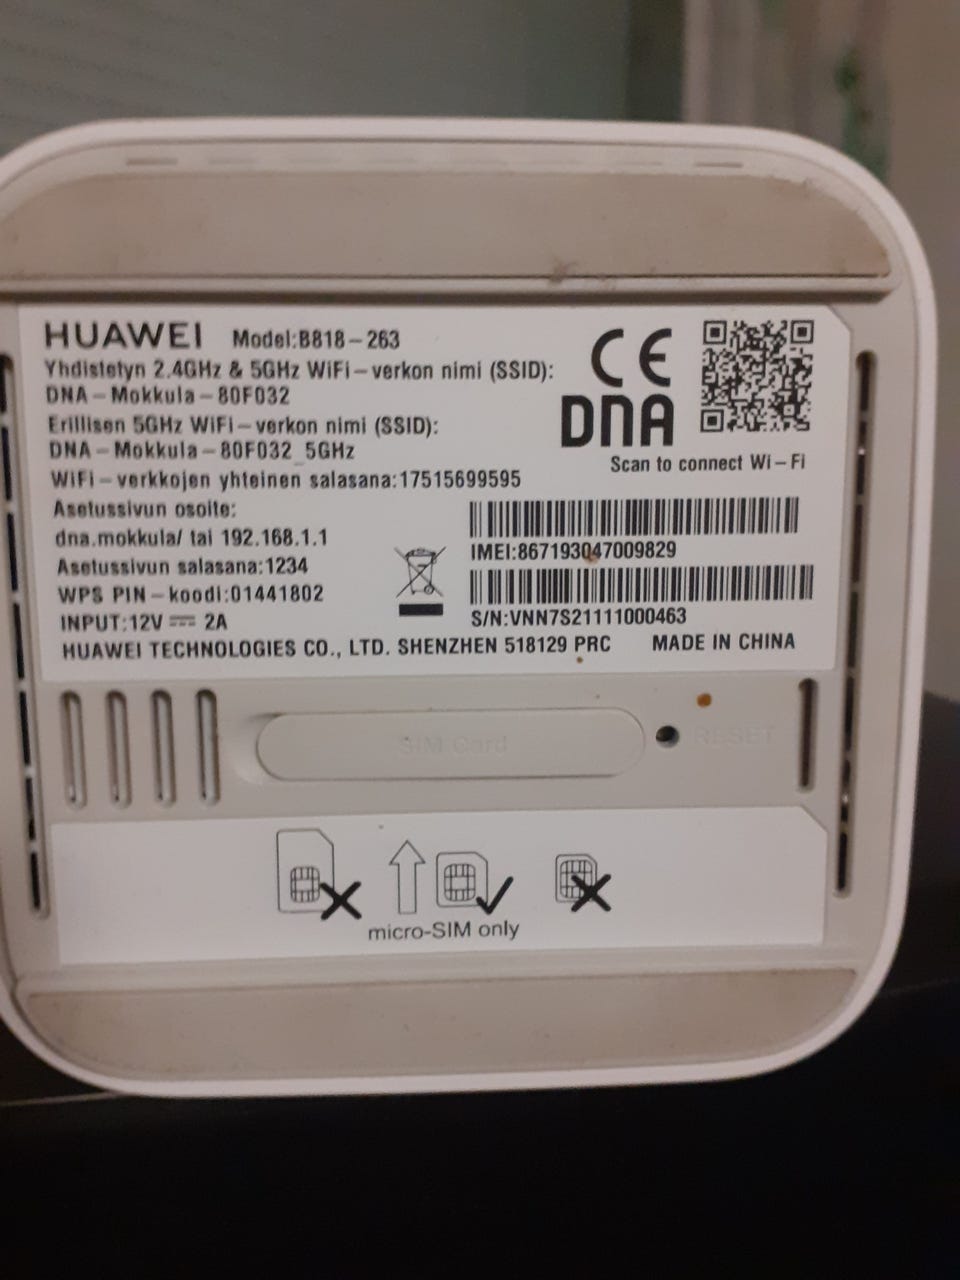 HUAWEI Model:B818-263
Yhdistetyn 2.4GHz & 5GHz WiFi-verkon nimi (SSID):
DNA-Mokkula-80F032
Erillisen 5GHz WiFi-verkon nimi (SSID):
DNA-Mokkula-80F032_5GHz
WiFi-verkkojen yhteinen salasana:17515699595
Asetussivun osoite:
dna.mokkula/ tai 192.168.1.1
Asetussivun salasana:1234
WPS PIN-koodi:01441802
INPUT:12V ⎓ 2A
HUAWEI TECHNOLOGIES CO., LTD. SHENZHEN 518129 PRC MADE IN CHINA
CE
DNA
Scan to connect Wi-Fi
IMEI:867193047009829
S/N:VNN7S21111000463
SIM Card
RESET
micro-SIM only